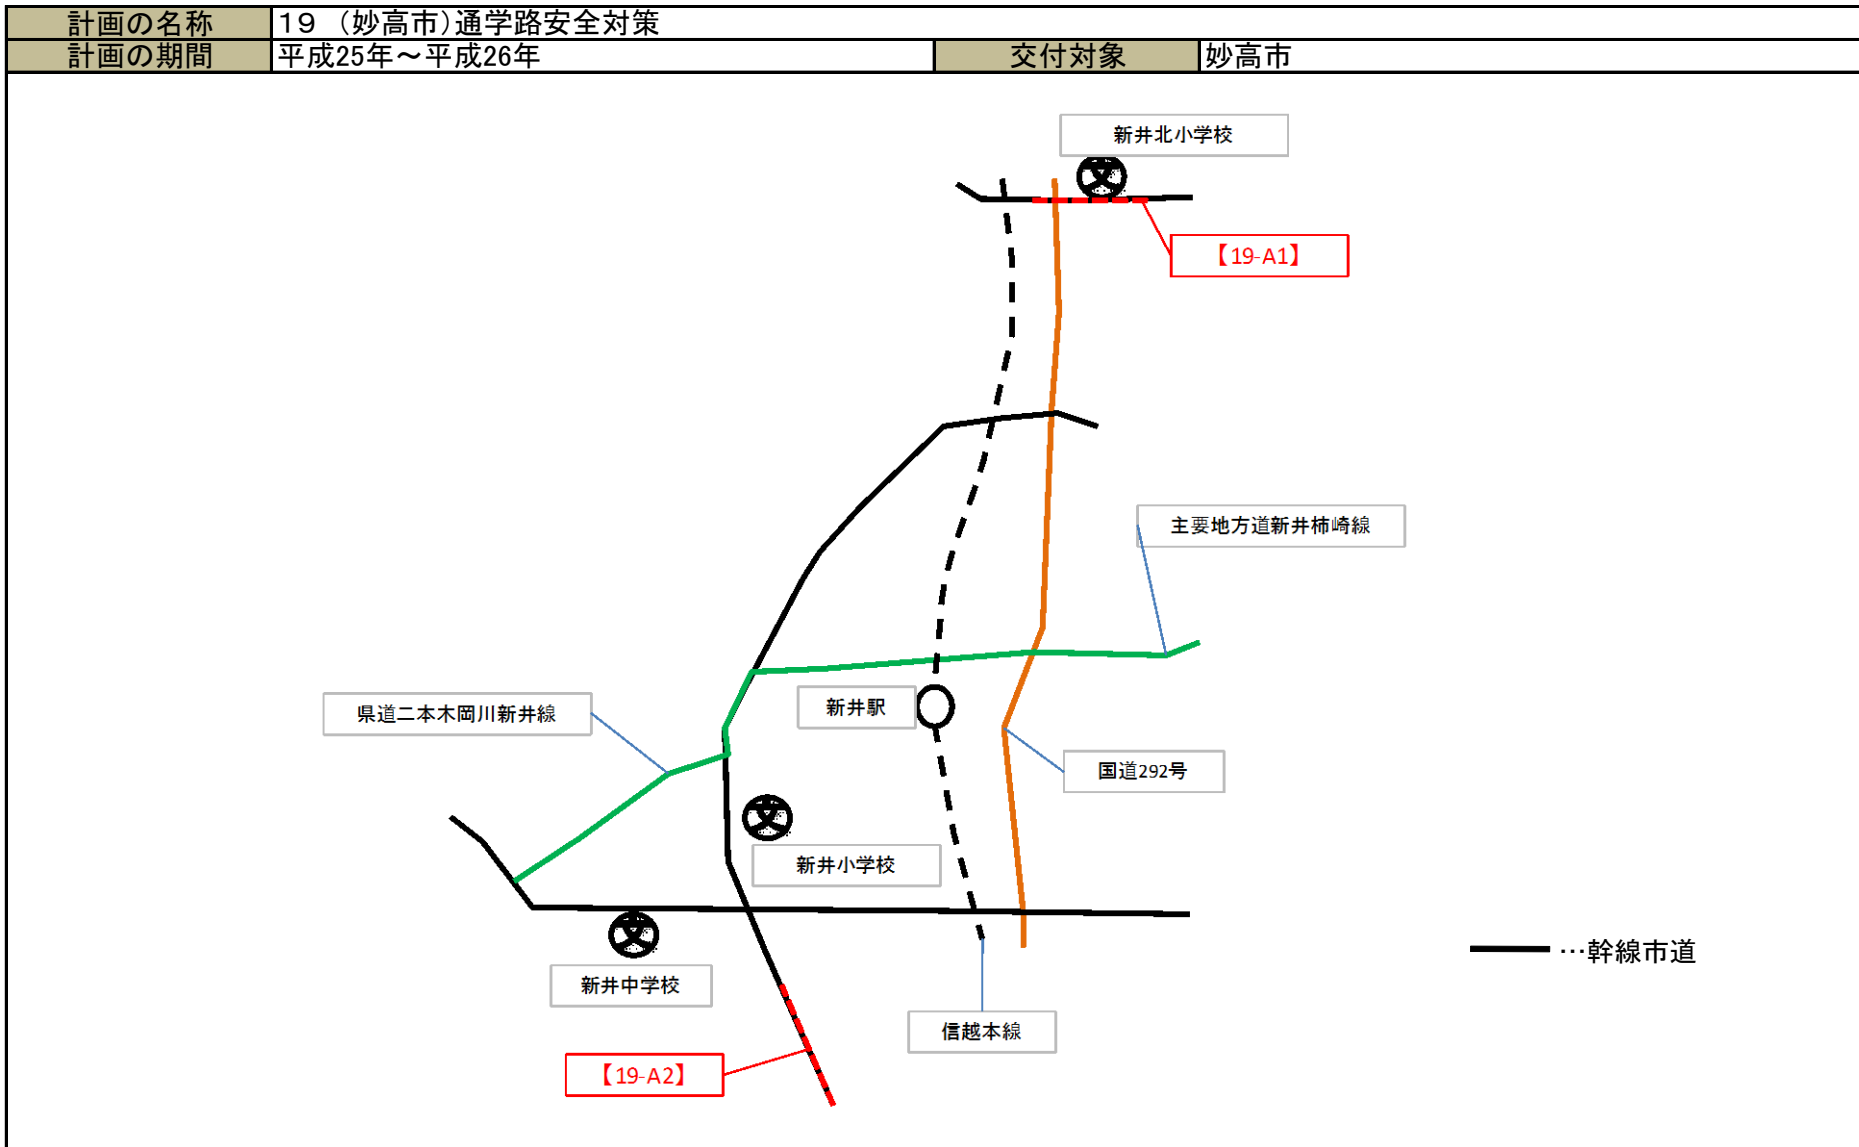 計画の名称 19 (妙高市)通学路安全対策
計画の期間 平成25年～平成26年 交付対象 妙高市
新井北小学校
【19-A1】
主要地方道新井柿崎線
県道二本木岡川新井線
新井駅
国道292号
文
新井小学校
文
新井中学校
…幹線市道
信越本線
【19-A2】